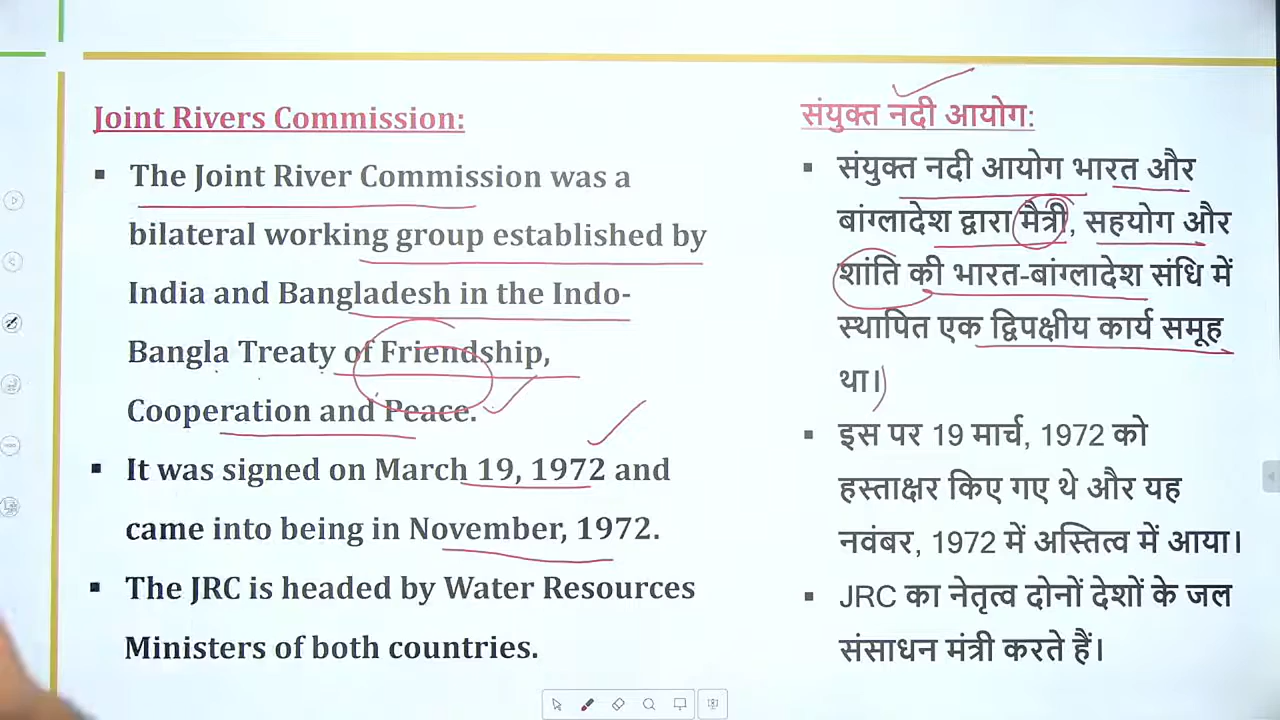 Joint Rivers Commission:
▪ The Joint River Commission was a
bilateral working group established by
India and Bangladesh in the Indo-
Bangla Treaty of Friendship,
Cooperation and Peace.
▪ It was signed on March 19, 1972 and
came into being in November, 1972.
▪ The JRC is headed by Water Resources
Ministers of both countries.
संयुक्त नदी आयोग:
▪ संयुक्त नदी आयोग भारत और
बांग्लादेश द्वारा मैत्री, सहयोग और
शांति की भारत-बांग्लादेश संधि में
स्थापित एक द्विपक्षीय कार्य समूह
था।
▪ इस पर 19 मार्च, 1972 को
हस्ताक्षर किए गए थे और यह
नवंबर, 1972 में अस्तित्व में आया।
▪ JRC का नेतृत्व दोनों देशों के जल
संसाधन मंत्री करते हैं।